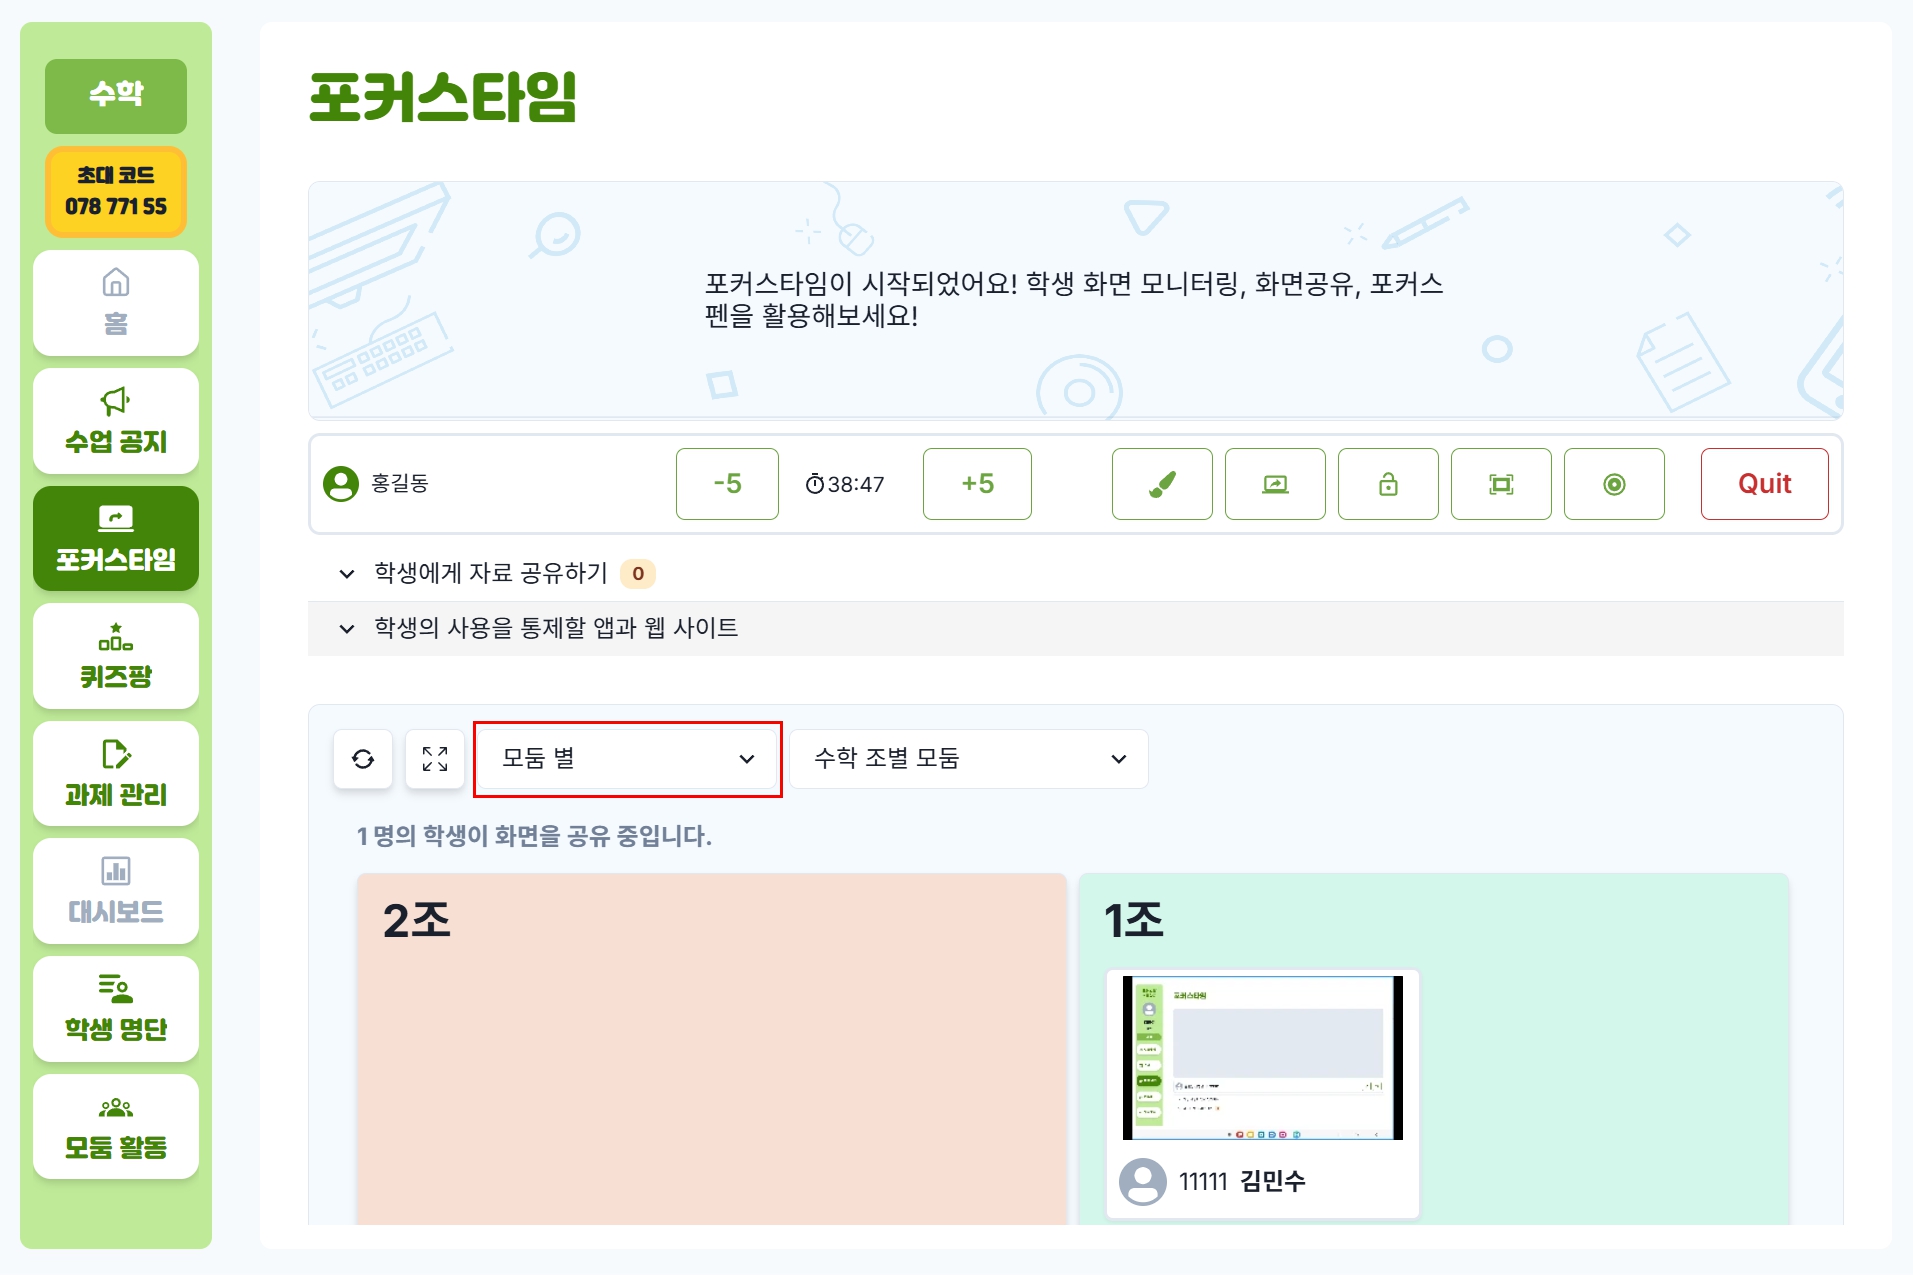 수학
초대 코드
078 771 55
홈
수업 공지
포커스타임
퀴즈팡
과제 관리
대시보드
학생 명단
모둠 활동
포커스타임
포커스타임이 시작되었어요! 학생 화면 모니터링, 화면공유, 포커스
펜을 활용해보세요!
홍길동
-5
38:47
+5
Quit
학생에게 자료 공유하기 0
학생의 사용을 통제할 앱과 웹 사이트
모둠 별
수학 조별 모둠
1 명의 학생이 화면을 공유 중입니다.
2조
1조
포커스타임
11111 김민수